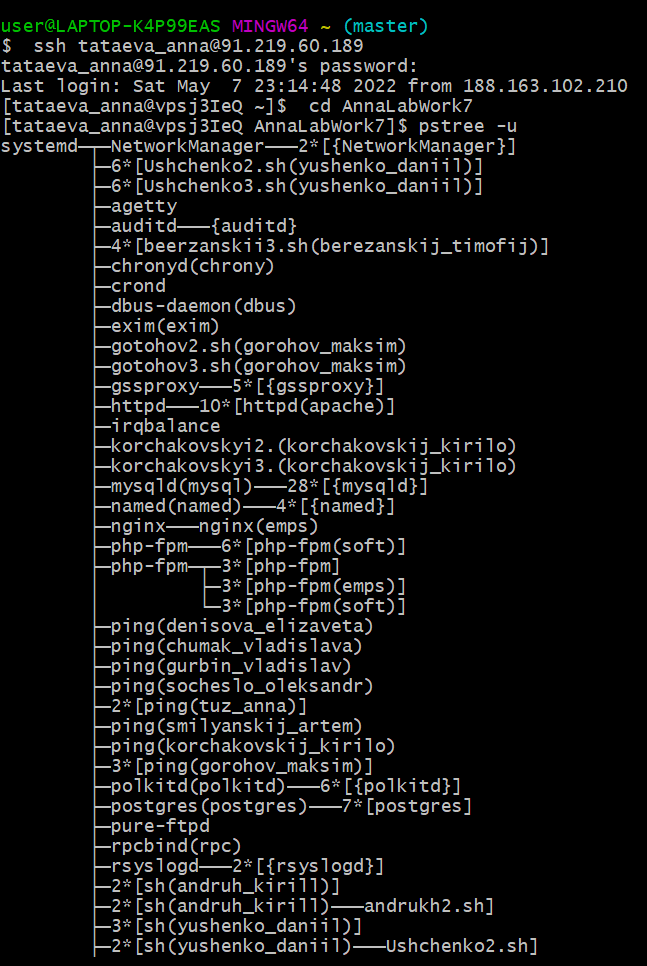 user@LAPTOP-K4P99EAS MINGW64 ~ (master)
$  ssh tataeva_anna@91.219.60.189
tataeva_anna@91.219.60.189's password:
Last login: Sat May  7 23:14:48 2022 from 188.163.102.210
[tataeva_anna@vpsj3IeQ ~]$  cd AnnaLabWork7
[tataeva_anna@vpsj3IeQ AnnaLabWork7]$ pstree -u
systemd─┬─NetworkManager───2*[{NetworkManager}]
        ├─6*[Ushchenko2.sh(yushenko_daniil)]
        ├─6*[Ushchenko3.sh(yushenko_daniil)]
        ├─agetty
        ├─auditd───{auditd}
        ├─4*[beerzanskii3.sh(berezanskij_timofij)]
        ├─chronyd(chrony)
        ├─crond
        ├─dbus-daemon(dbus)
        ├─exim(exim)
        ├─gotohov2.sh(gorohov_maksim)
        ├─gotohov3.sh(gorohov_maksim)
        ├─gssproxy───5*[{gssproxy}]
        ├─httpd───10*[httpd(apache)]
        ├─irqbalance
        ├─korchakovskyi2.(korchakovskij_kirilo)
        ├─korchakovskyi3.(korchakovskij_kirilo)
        ├─mysqld(mysql)───28*[{mysqld}]
        ├─named(named)───4*[{named}]
        ├─nginx───nginx(emps)
        ├─php-fpm───6*[php-fpm(soft)]
        ├─php-fpm─┬─3*[php-fpm]
        │         ├─3*[php-fpm(emps)]
        │         └─3*[php-fpm(soft)]
        ├─ping(denisova_elizaveta)
        ├─ping(chumak_vladislava)
        ├─ping(gurbin_vladislav)
        ├─ping(socheslo_oleksandr)
        ├─2*[ping(tuz_anna)]
        ├─ping(smilyanskij_artem)
        ├─ping(korchakovskij_kirilo)
        ├─3*[ping(gorohov_maksim)]
        ├─polkitd(polkitd)───6*[{polkitd}]
        ├─postgres(postgres)───7*[postgres]
        ├─pure-ftpd
        ├─rpcbind(rpc)
        ├─rsyslogd───2*[{rsyslogd}]
        ├─2*[sh(andruh_kirill)]
        ├─2*[sh(andruh_kirill)───andrukh2.sh]
        ├─3*[sh(yushenko_daniil)]
        ├─2*[sh(yushenko_daniil)───Ushchenko2.sh]